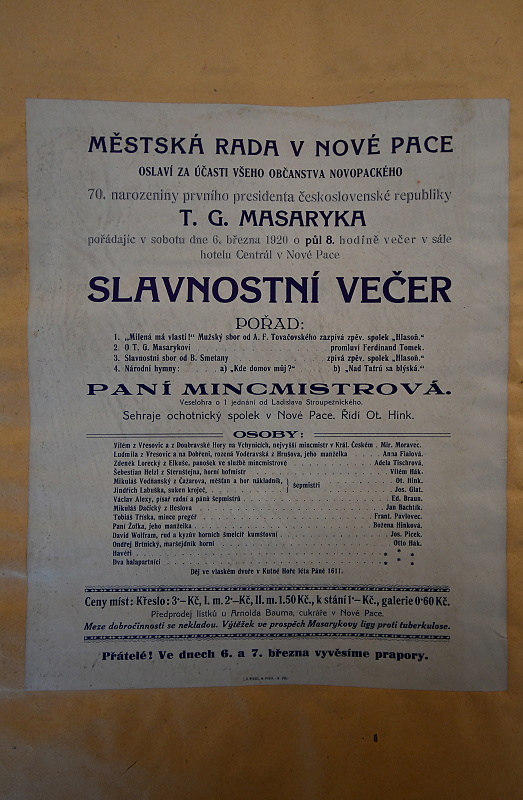 MĚSTSKÁ RADA V NOVÉ PACE
OSLAVÍ ZA ÚČASTI VŠEHO OBČANSTVA NOVOPACKÉHO
70. narozeniny prvního presidenta československé republiky
T. G. MASARYKA
pořádajíc v sobotu dne 6. března 1920 o půl 8. hodině večer v sále
hotelu Centrál v Nové Pace
SLAVNOSTNÍ VEČER
POŘAD:
1. „Milená má vlasti!“ Mužský sbor od A. F. Tovačovského zazpívá zpěv. spolek „Hlasoň.“
2. O T. G. Masarykovi . . . . promluví Ferdinand Tomek.
3. Slavnostní sbor od B. Smetany . . . . zpívá zpěv. spolek „Hlasoň.“
4. Národní hymny: . . . a) „Kde domov můj?“ b) „Nad Tatrú sa blýská.“
PANÍ MINCMISTROVÁ.
Veselohra o 1 jednání od Ladislava Stroupežnického.
Sehraje ochotnický spolek v Nové Pace. Řídí Ot. Hink.
OSOBY:
Vilém z Vřesovic a z Doubravské Hory na Vchynicích, nejvyšší mincmistr v Král. Českém . Mir. Moravec.
Ludmila z Vřesovic a na Dobřeni, rozená Voděradská z Hrušova, jeho manželka . . Anna Fialová.
Zdeněk Lorecký z Elkuše, panošek ve službě mincmistrově . . . Adela Tischrová.
Šebestian Helzl z Sternštejna, horní hofmistr . . . Vilém Hák.
Mikuláš Vodňanský z Čazarova, měšťan a hor nákladník, } šepmistři . . Ot. Hink.
Jindřich Labuška, suken kreječ, . . Jos. Glat.
Václav Alexy, písař radní a pánů šepmistrů . . . Ed. Braun.
Mikuláš Dačický z Heslova . . . Jan Bachtík.
Tobiáš Tříska, mince pregéř . . . Frant. Pavlovec.
Paní Žofka, jeho manželka . . . Božena Hinková.
David Wolfram, rud a kyzův horních šmelcíř kumštovní . . . Jos. Picek.
Ondřej Brtnický, maršejdník horní . . . Otto Hák.
Havéři . . . * * *
Dva halapartníci . . . * * *
Děj ve vlaském dvoře v Kutné Hoře léta Páně 1611.
Ceny míst: Křeslo: 3·– Kč, I. m. 2·– Kč, II. m. 1.50 Kč., k stání 1·– Kč., galerie 0·60 Kč.
Předprodej lístků u Arnolda Bauma, cukráře v Nové Pace.
Meze dobročinnosti se nekladou. Výtěžek ve prospěch Masarykovy ligy proti tuberkulose.
Přátelé! Ve dnech 6. a 7. března vyvěsíme prapory.